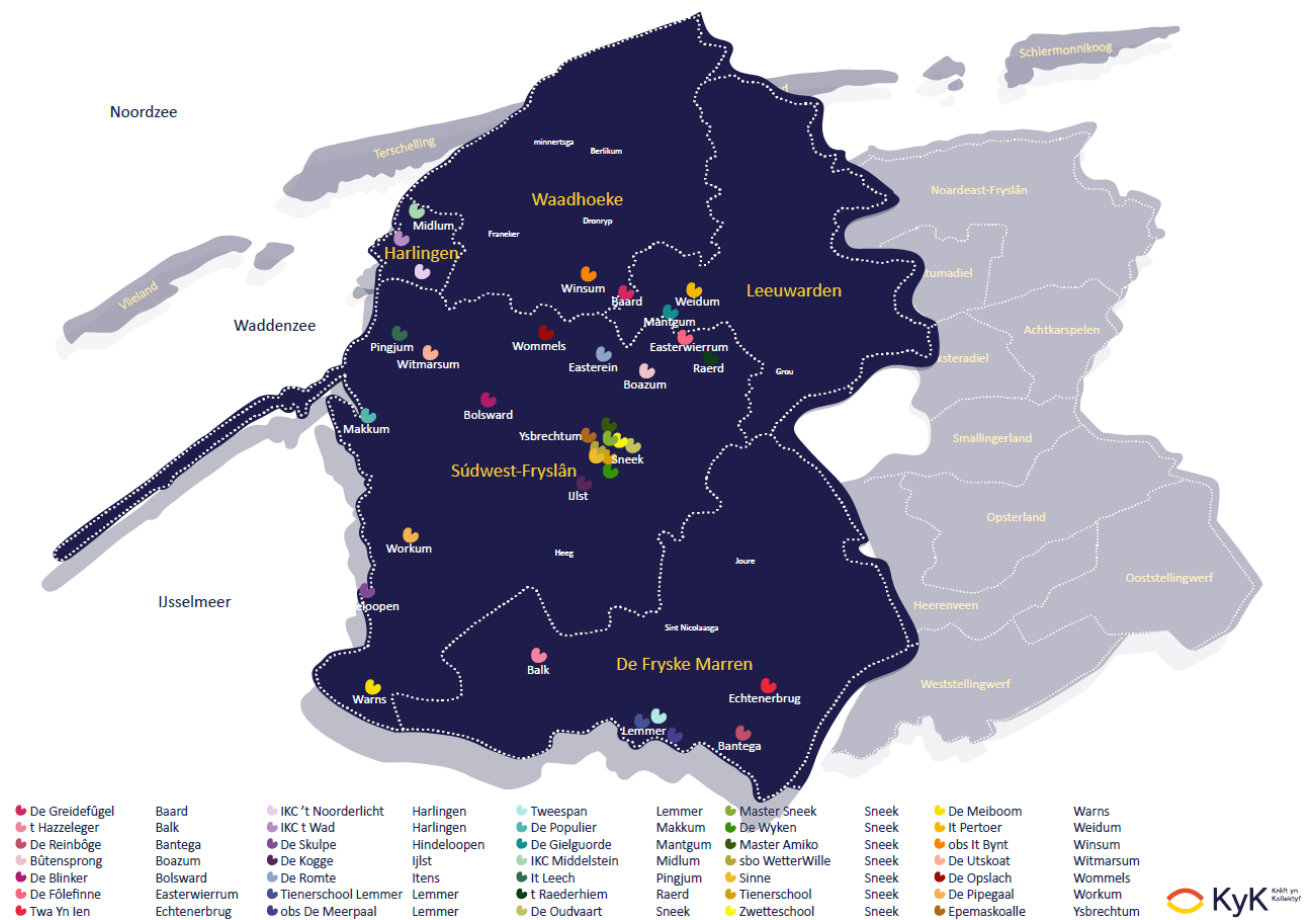 Schiermonnikoog
Noordzee
minnertsga
Berlikum
Terschelling
Noardeast-Fryslân
Waadhoeke
Dronryp
Midlum
Franeker
Harlingen
tumadiel
Winsum
Baard
Weidum
Leeuwarden
Vlieland
Waddenzee
Mantgum
Achtkarspelen
Pingjum
Wommels
Easterwierrum
Witmarsum
Easterein
Raerd
ksteradiel
Boazum
Grou
Bolsward
Makkum
Ysbrechtum
Smallingerland
Sneek
Súdwest-Fryslân
IJlst
Opsterland
Workum
Heeg
Joure
Ooststellingwerf
IJsselmeer
eloopen
Heerenveen
Sint Nicolaasga
De Fryske Marren
Balk
Weststellingwerf
Warns
Echtenerbrug
Lemmer
Bantega
De Greidefûgel Baard IKC 't Noorderlicht Harlingen Tweespan Lemmer Master Sneek Sneek De Meiboom Warns
t Hazzeleger Balk IKC t Wad Harlingen De Populier Makkum De Wyken Sneek It Pertoer Weidum
De Reinbôge Bantega De Skulpe Hindeloopen De Gielguorde Mantgum Master Amiko Sneek obs It Bynt Winsum
Bûtensprong Boazum De Kogge Ijlst IKC Middelstein Midlum sbo WetterWille Sneek De Utskoat Witmarsum
De Blinker Bolsward De Romte Itens It Leech Pingjum Sinne Sneek De Opslach Wommels
De Fôlefinne Easterwierrum Tienerschool Lemmer Lemmer t Raederhiem Raerd Tienerschool Sneek De Pipegaal Workum
Twa Yn Ien Echtenerbrug obs De Meerpaal Lemmer De Oudvaart Sneek Zwetteschool Sneek Epemaskoalle Ysbrechtum
KyK Krêft yn
Kollektyf